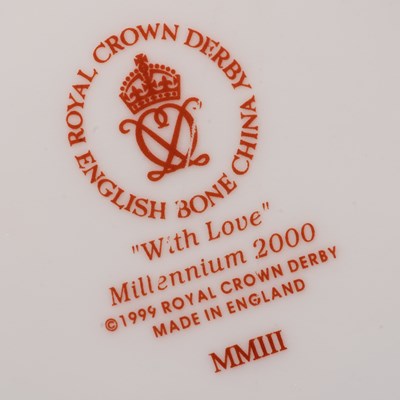 ROYAL CROWN DERBY
ENGLISH BONE CHINA
"With Love"
Millennium 2000
©1999 ROYAL CROWN DERBY
MADE IN ENGLAND
MMIII